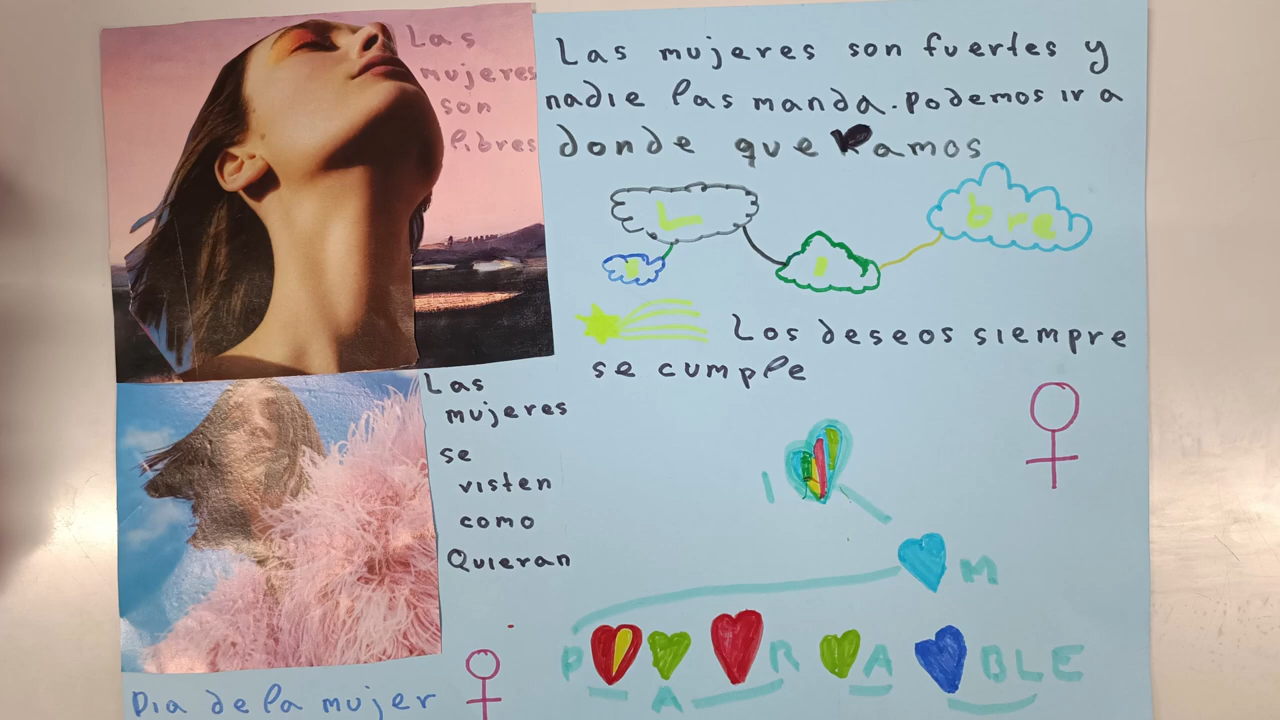 Las
mujeres
son
libres
Las mujeres son fuertes y
nadie las manda. podemos ir a
donde queramos
L
i
i
bre
Los deseos siempre
se cumple
Las
mujeres
se
visten
como
Quieran
I
M
P A R A BLE
Dia de la mujer